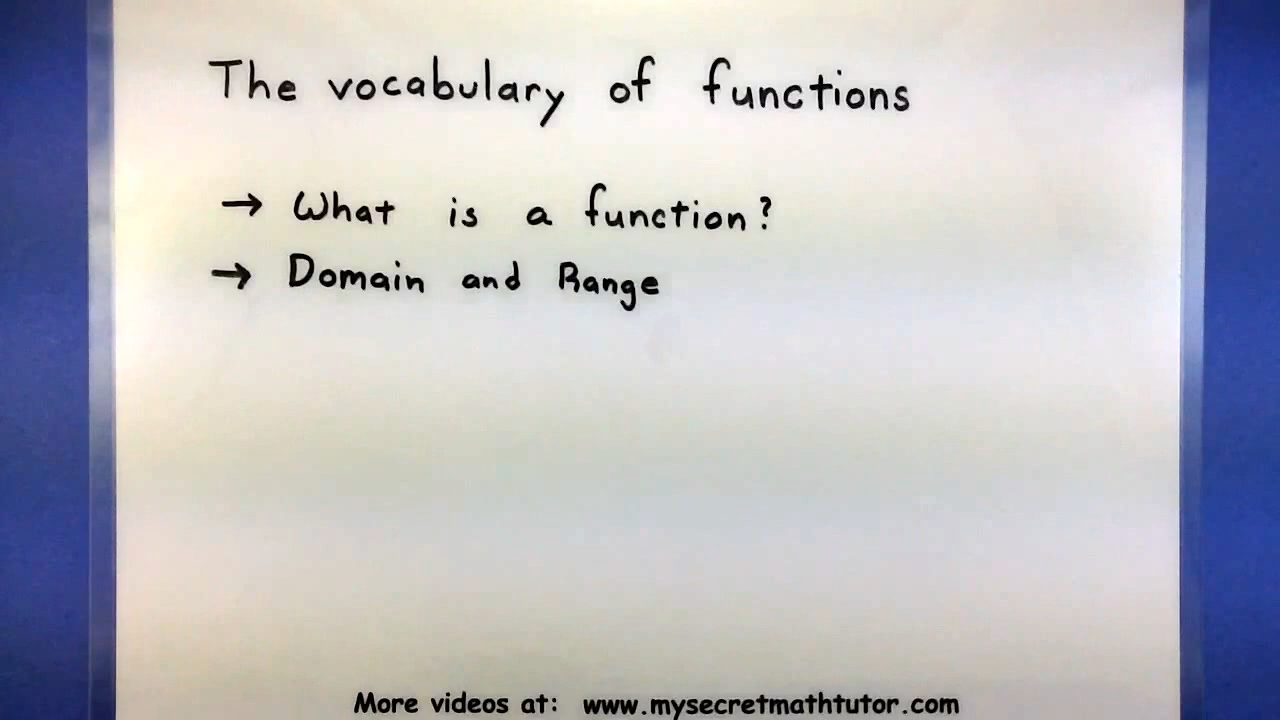 The vocabulary of functions
→ What is a function?
→ Domain and Range
More videos at: www.mysecretmathtutor.com